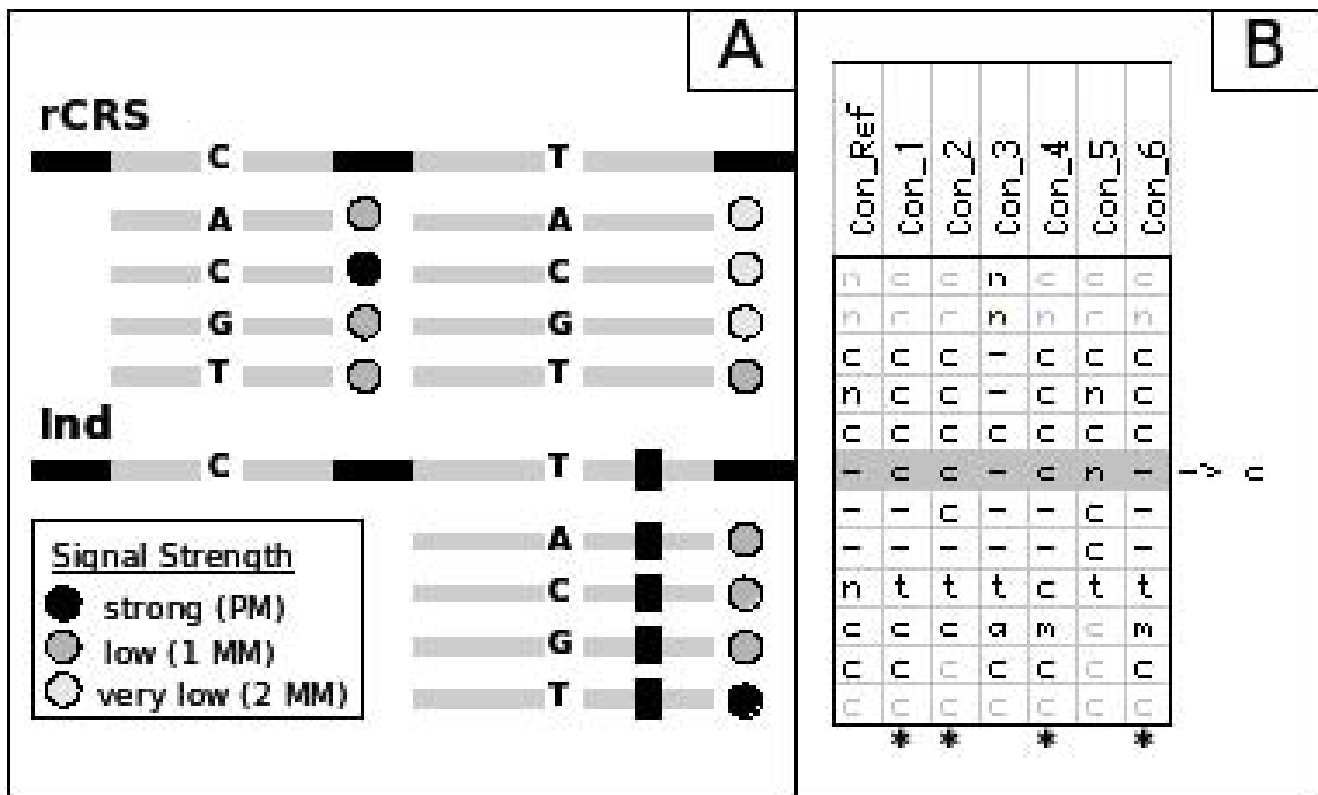 A
rCRS
C T
A A
C C
G G
T T
Ind
C T
A
C
G
T
Signal Strength
strong (PM)
low (1 MM)
very low (2 MM)
B
Con_Ref Con_1 Con_2 Con_3 Con_4 Con_5 Con_6
n c c n c c c
n c c n n c n
c c c - c c c
n c c - c n c
c c c c c c c
- c c - c n - -> c
- - c - - c -
- - - - - c -
n t t t c t t
c c c a m c m
c c c c c c c
c c c c c c c
* * * *